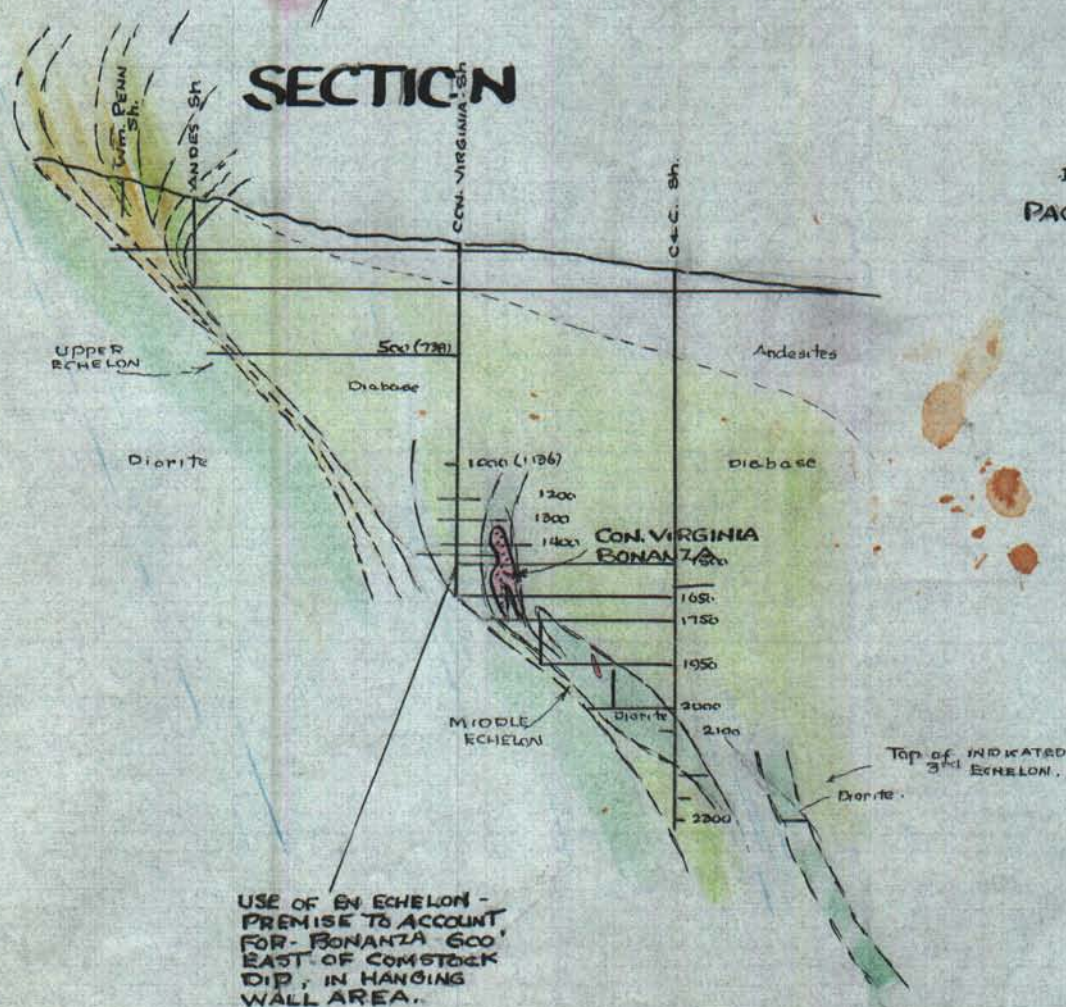 SECTION
Wm. PENN
Sh.
ANDES Sh
CON. VIRGINIA Sh
C&C. Sh.
PAC
UPPER
ECHELON
500 (738)
Diabase
Andesites
Diorite
1000 (1136)
Diabase
1200
1300
1400
CON. VIRGINIA
BONANZA
1500
1650
1750
1950
2000
Diorite
2100
MIDDLE
ECHELON
Top of INDICATED
3rd ECHELON.
Diorite.
2300
USE OF EN ECHELON -
PREMISE TO ACCOUNT
FOR - BONANZA 600'
EAST OF COMSTOCK
DIP, IN HANGING
WALL AREA.